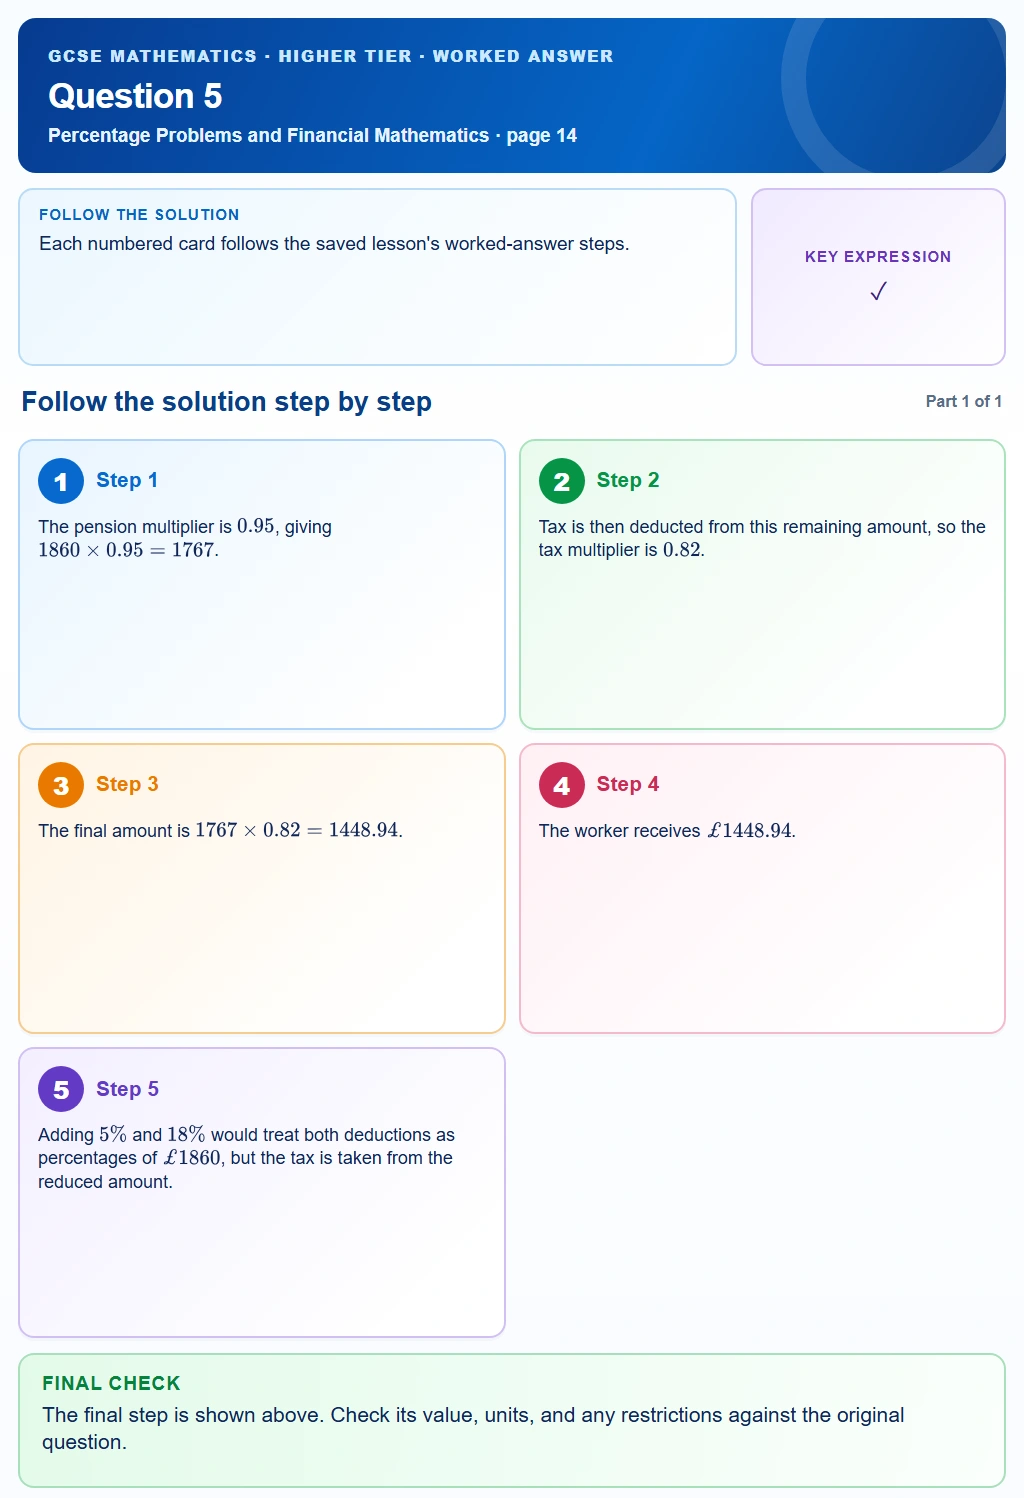 GCSE MATHEMATICS · HIGHER TIER · WORKED ANSWER
Question 5
Percentage Problems and Financial Mathematics · page 14
FOLLOW THE SOLUTION
Each numbered card follows the saved lesson's worked-answer steps.
KEY EXPRESSION
✓
Follow the solution step by step
Part 1 of 1
1 Step 1
The pension multiplier is 0.95, giving
1860 × 0.95 = 1767.
2 Step 2
Tax is then deducted from this remaining amount, so the
tax multiplier is 0.82.
3 Step 3
The final amount is 1767 × 0.82 = 1448.94.
4 Step 4
The worker receives £1448.94.
5 Step 5
Adding 5% and 18% would treat both deductions as
percentages of £1860, but the tax is taken from the
reduced amount.
FINAL CHECK
The final step is shown above. Check its value, units, and any restrictions against the original
question.